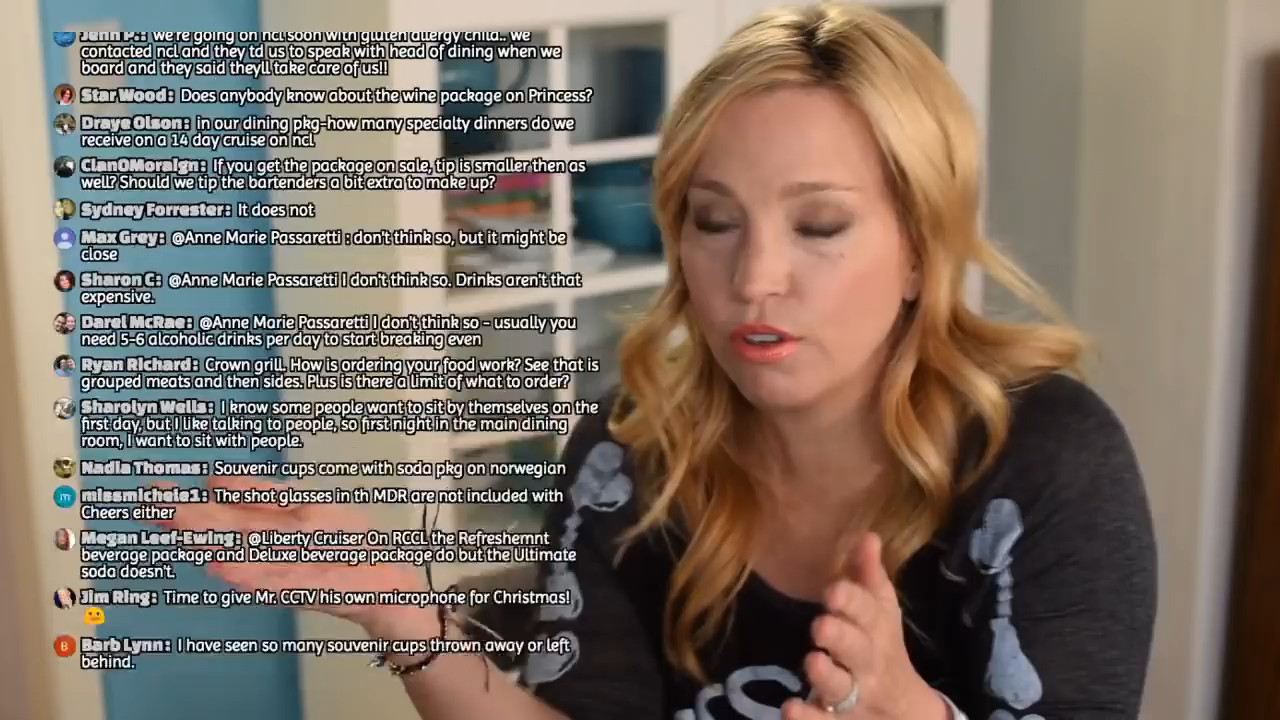 Jenn P.: we're going on ncl soon with gluten allergy child.. we
contacted ncl and they td us to speak with head of dining when we
board and they said theyll take care of us!!
Star Wood: Does anybody know about the wine package on Princess?
Draye Olson: in our dining pkg-how many specialty dinners do we
receive on a 14 day cruise on ncl
ClanOMoraign: If you get the package on sale, tip is smaller then as
well? Should we tip the bartenders a bit extra to make up?
Sydney Forrester: It does not
Max Grey: @Anne Marie Passaretti : don't think so, but it might be
close
Sharon C: @Anne Marie Passaretti I don't think so. Drinks aren't that
expensive.
Darel McRae: @Anne Marie Passaretti I don't think so - usually you
need 5-6 alcoholic drinks per day to start breaking even
Ryan Richard: Crown grill. How is ordering your food work? See that is
grouped meats and then sides. Plus is there a limit of what to order?
Sharolyn Wells: I know some people want to sit by themselves on the
first day, but I like talking to people, so first night in the main dining
room, I want to sit with people.
Nadia Thomas: Souvenir cups come with soda pkg on norwegian
m missmichele1: The shot glasses in th MDR are not included with
Cheers either
Megan Leef-Ewing: @Liberty Cruiser On RCCL the Refreshemnt
beverage package and Deluxe beverage package do but the Ultimate
soda doesn't.
Jim Ring: Time to give Mr. CCTV his own microphone for Christmas!
B Barb Lynn: I have seen so many souvenir cups thrown away or left
behind.